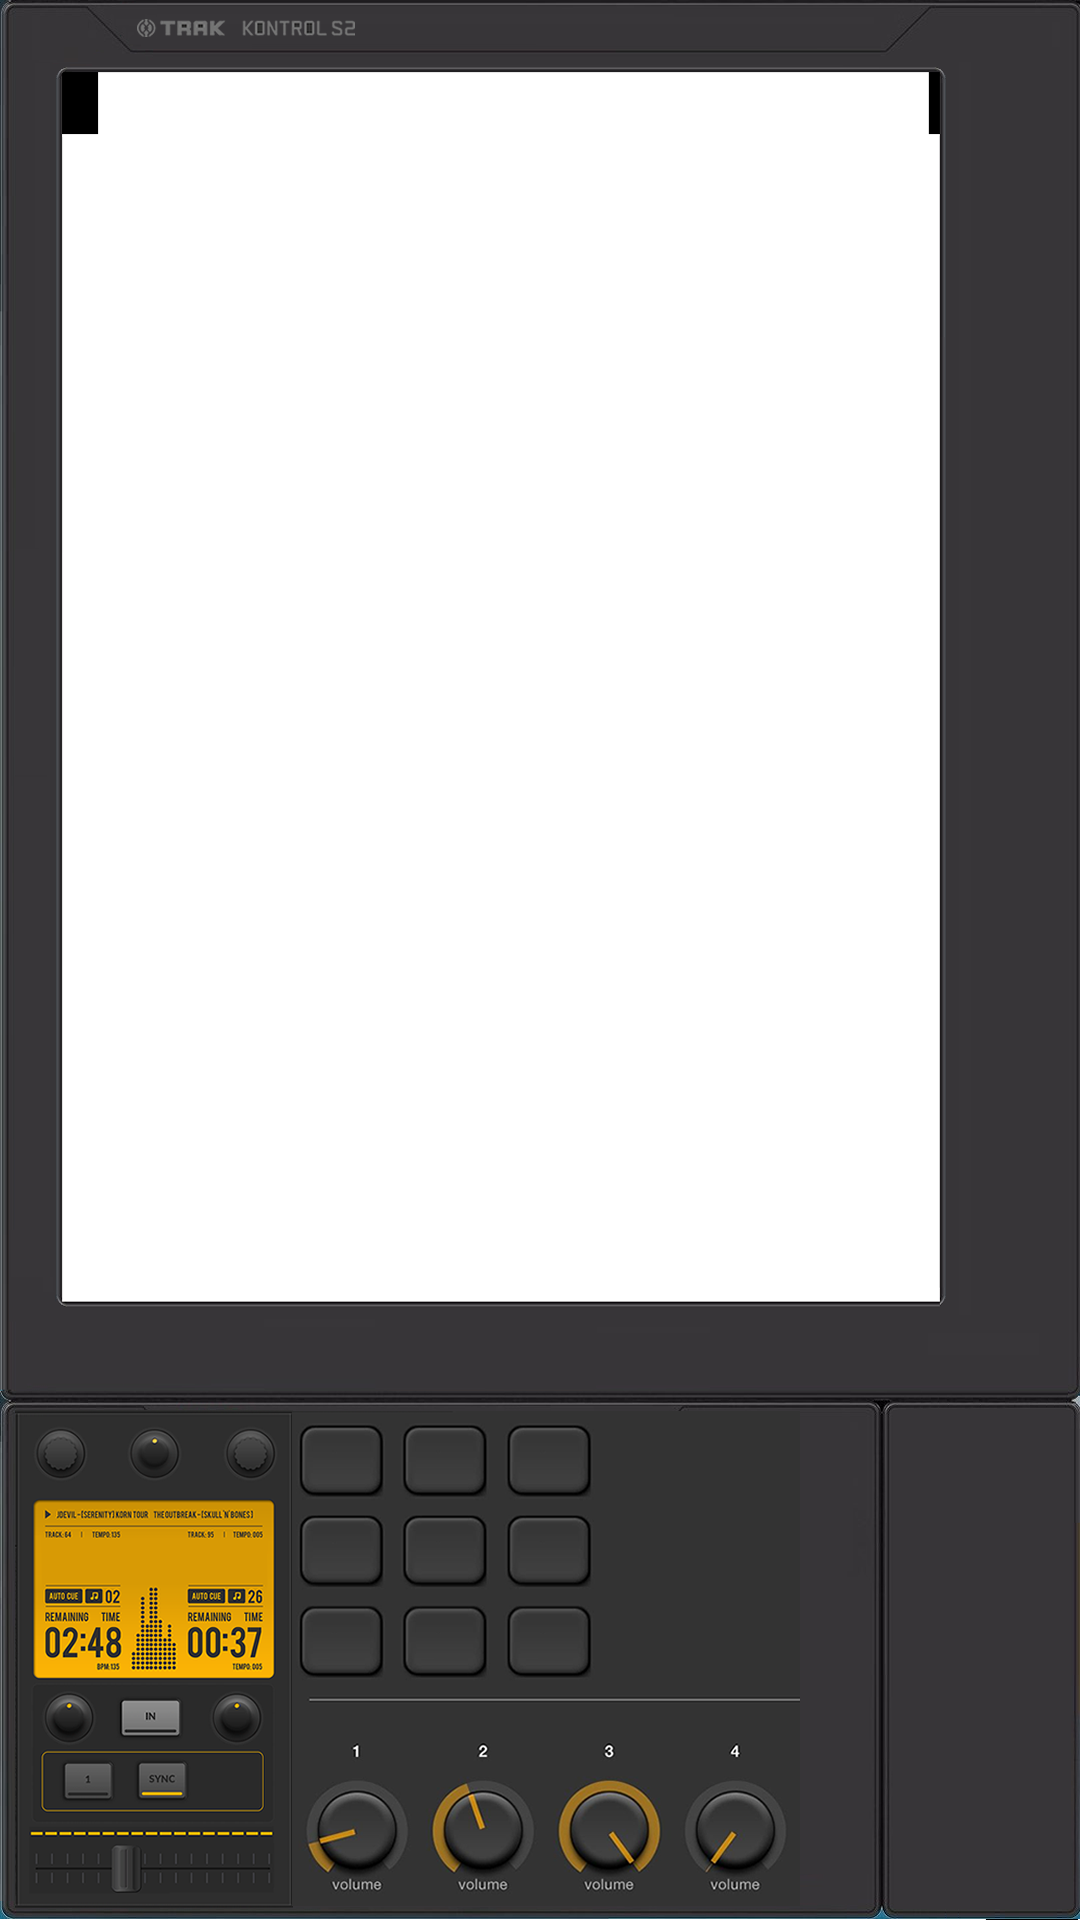 TRAK KONTROL S2
JDEVIL-[SERENITY] KORN TOUR THE OUTBREAK-[SKULL'N'BONES]
TRACK: 64 | TEMPO:135 TRACK: 95 | TEMPO: 005
AUTO CUE 02 AUTO CUE 26
REMAINING TIME REMAINING TIME
02:48 00:37
BPM:135 TEMPO: 005
IN
1 SYNC
1 2 3 4
volume volume volume volume